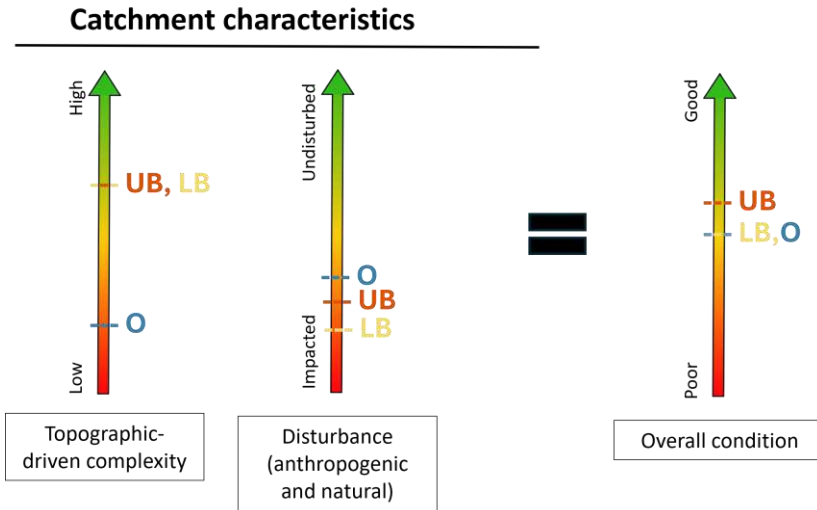 Catchment characteristics
High
UB, LB
O
Low
Topographic-
driven complexity
Undisturbed
O
UB
LB
Impacted
Disturbance
(anthropogenic
and natural)
Good
UB
LB,O
Poor
Overall condition